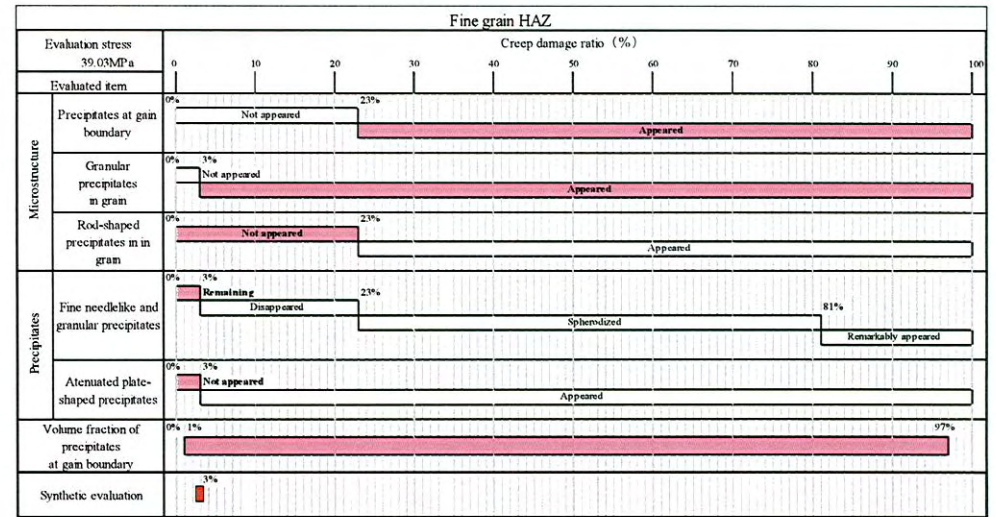 Fine grain HAZ
Evaluation stress
39.03MPa
Creep damage ratio (%)
0 10 20 30 40 50 60 70 80 90 100
Evaluated item
Microstructure
Precipitates at gain
boundary
0% 23%
Not appeared
Appeared
Granular
precipitates
in grain
0% 3%
Not appeared
Appeared
Rod-shaped
precipitates in in
grain
0% 23%
Not appeared
Appeared
Precipitates
Fine needlelike and
granular precipitates
0% 3%
Remaining
23%
Disappeared
81%
Spherodized
Remarkably appeared
Atenuated plate-
shaped precipitates
0% 3%
Not appeared
Appeared
Volume fraction of
precipitates
at gain boundary
0% 1% 97%
Synthetic evaluation
3%